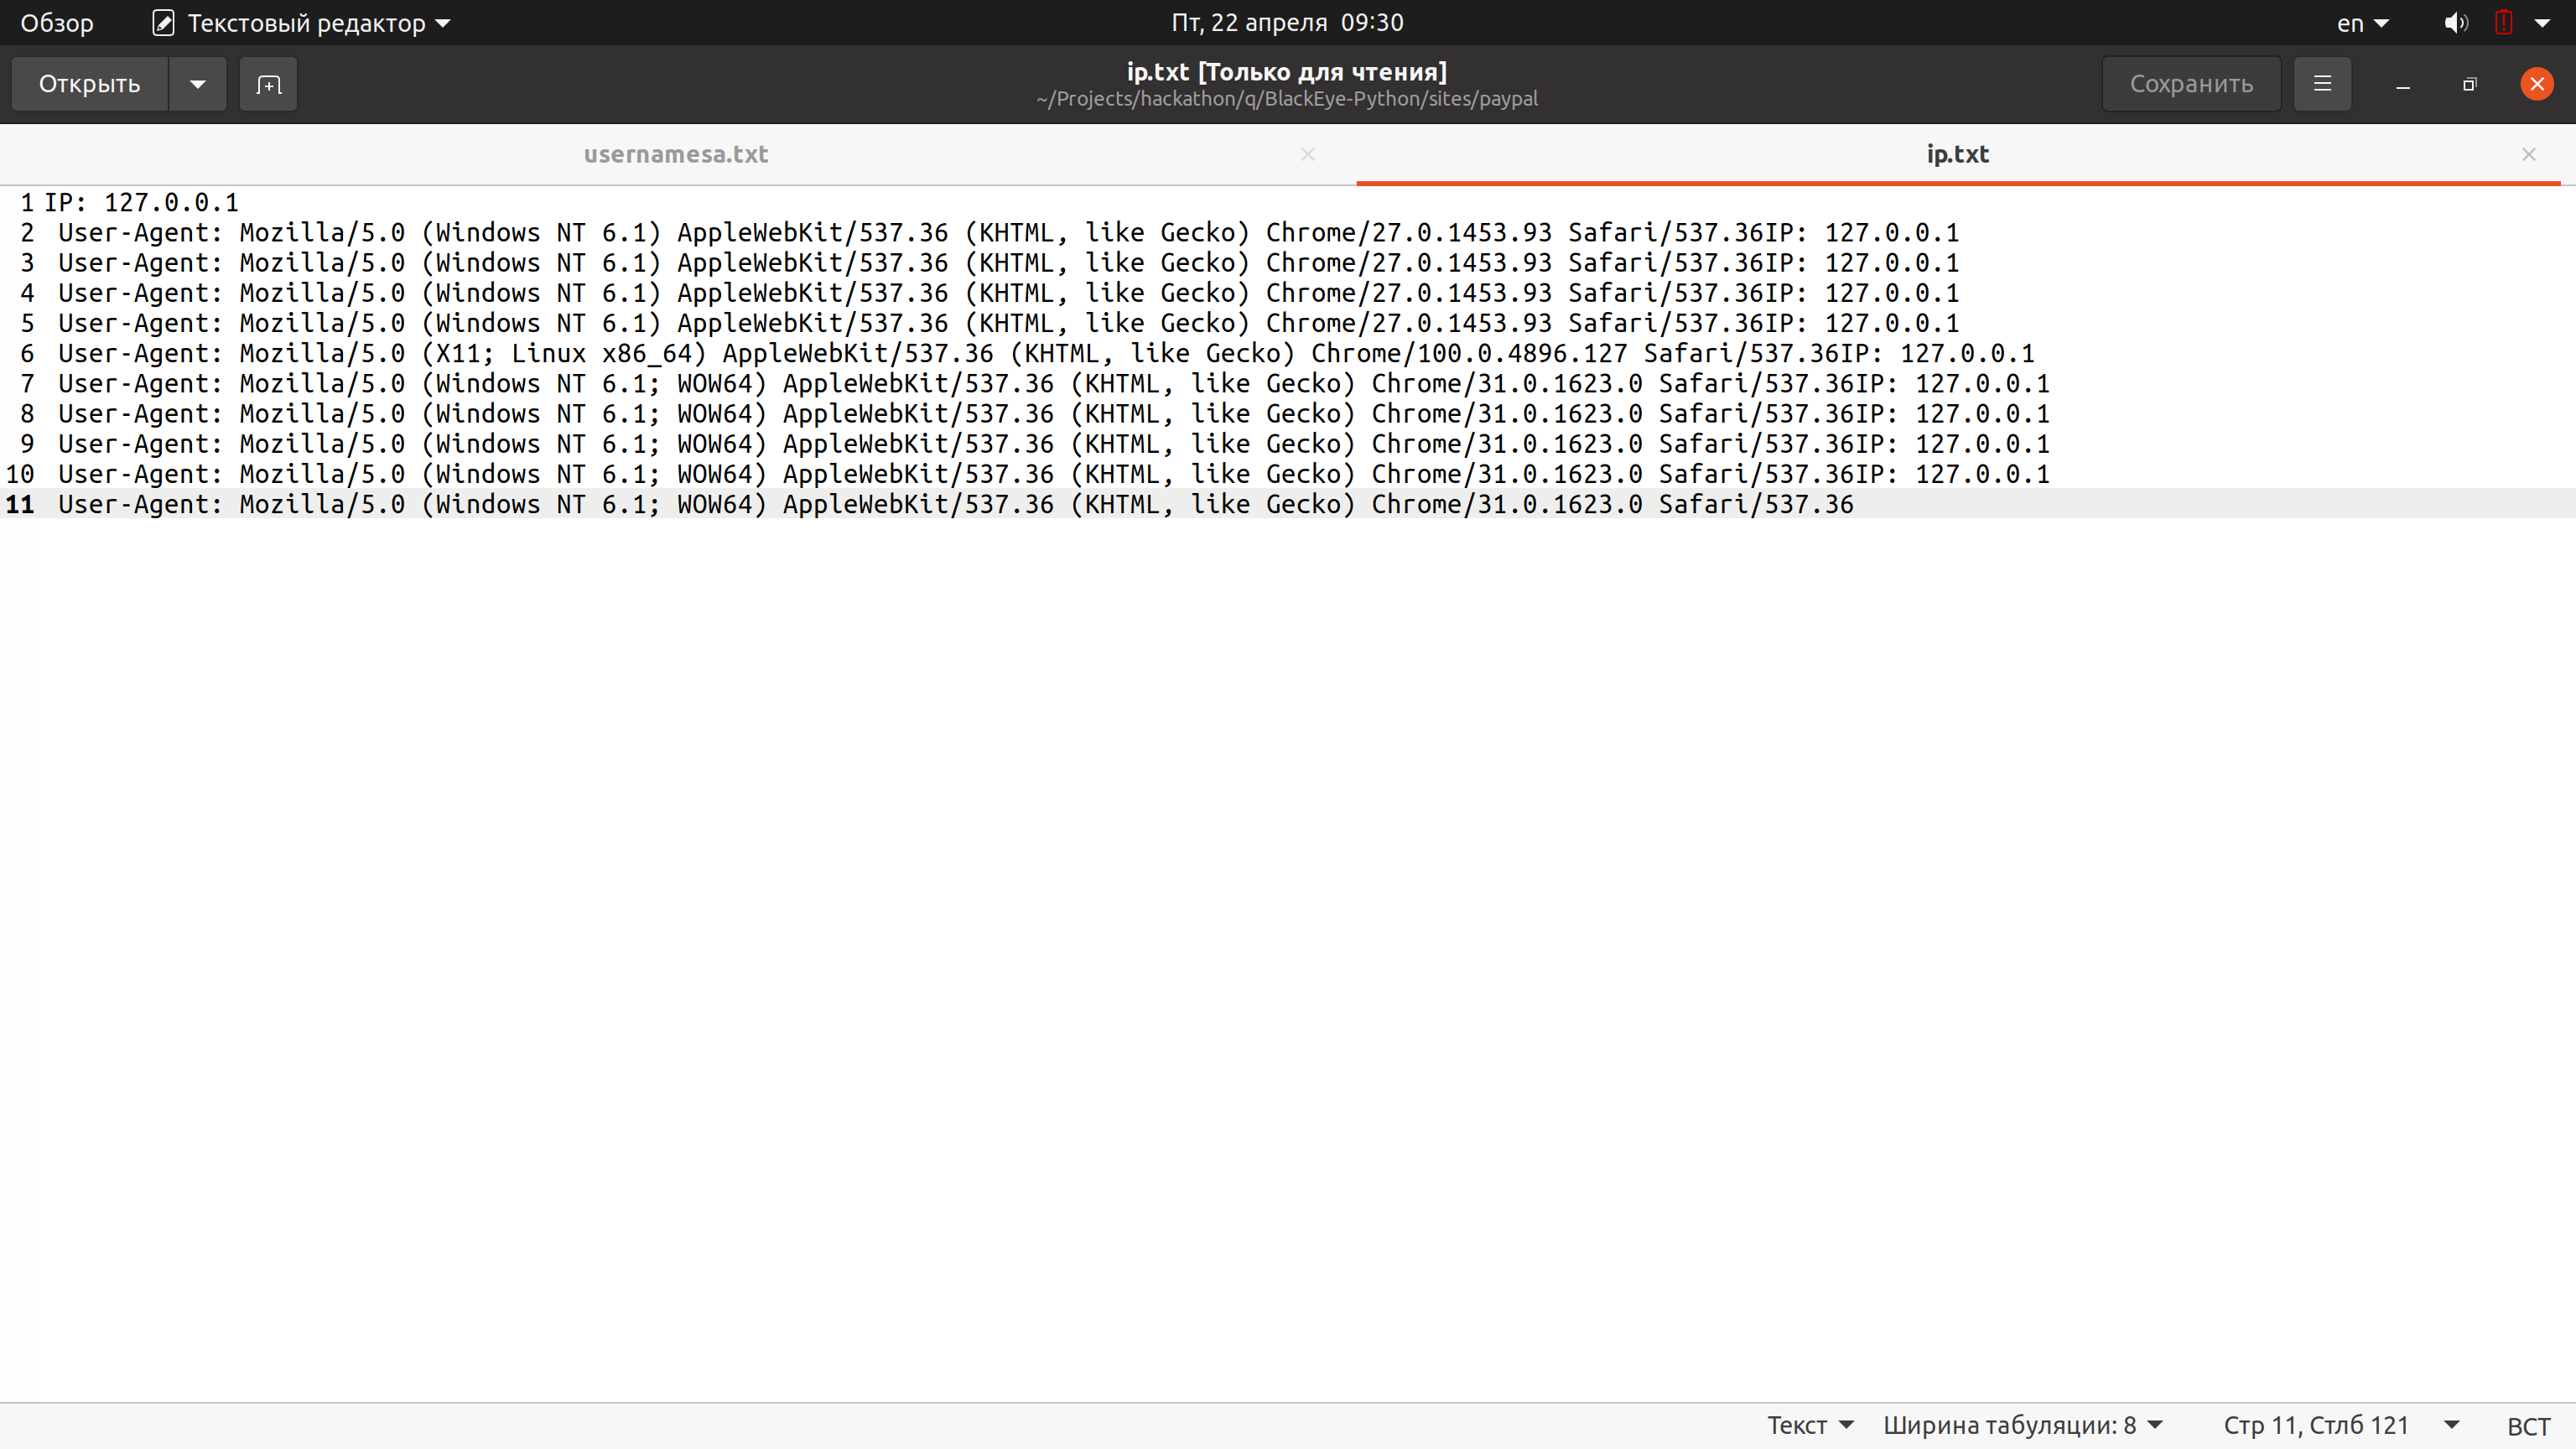 Обзор
Текстовый редактор
Пт, 22 апреля 09:30
en
Открыть
ip.txt [Только для чтения]
~/Projects/hackathon/q/BlackEye-Python/sites/paypal
Сохранить
usernamesa.txt
ip.txt
1 IP: 127.0.0.1
2 User-Agent: Mozilla/5.0 (Windows NT 6.1) AppleWebKit/537.36 (KHTML, like Gecko) Chrome/27.0.1453.93 Safari/537.36IP: 127.0.0.1
3 User-Agent: Mozilla/5.0 (Windows NT 6.1) AppleWebKit/537.36 (KHTML, like Gecko) Chrome/27.0.1453.93 Safari/537.36IP: 127.0.0.1
4 User-Agent: Mozilla/5.0 (Windows NT 6.1) AppleWebKit/537.36 (KHTML, like Gecko) Chrome/27.0.1453.93 Safari/537.36IP: 127.0.0.1
5 User-Agent: Mozilla/5.0 (Windows NT 6.1) AppleWebKit/537.36 (KHTML, like Gecko) Chrome/27.0.1453.93 Safari/537.36IP: 127.0.0.1
6 User-Agent: Mozilla/5.0 (X11; Linux x86_64) AppleWebKit/537.36 (KHTML, like Gecko) Chrome/100.0.4896.127 Safari/537.36IP: 127.0.0.1
7 User-Agent: Mozilla/5.0 (Windows NT 6.1; WOW64) AppleWebKit/537.36 (KHTML, like Gecko) Chrome/31.0.1623.0 Safari/537.36IP: 127.0.0.1
8 User-Agent: Mozilla/5.0 (Windows NT 6.1; WOW64) AppleWebKit/537.36 (KHTML, like Gecko) Chrome/31.0.1623.0 Safari/537.36IP: 127.0.0.1
9 User-Agent: Mozilla/5.0 (Windows NT 6.1; WOW64) AppleWebKit/537.36 (KHTML, like Gecko) Chrome/31.0.1623.0 Safari/537.36IP: 127.0.0.1
10 User-Agent: Mozilla/5.0 (Windows NT 6.1; WOW64) AppleWebKit/537.36 (KHTML, like Gecko) Chrome/31.0.1623.0 Safari/537.36IP: 127.0.0.1
11 User-Agent: Mozilla/5.0 (Windows NT 6.1; WOW64) AppleWebKit/537.36 (KHTML, like Gecko) Chrome/31.0.1623.0 Safari/537.36
Текст
Ширина табуляции: 8
Стр 11, Стлб 121
ВСТ